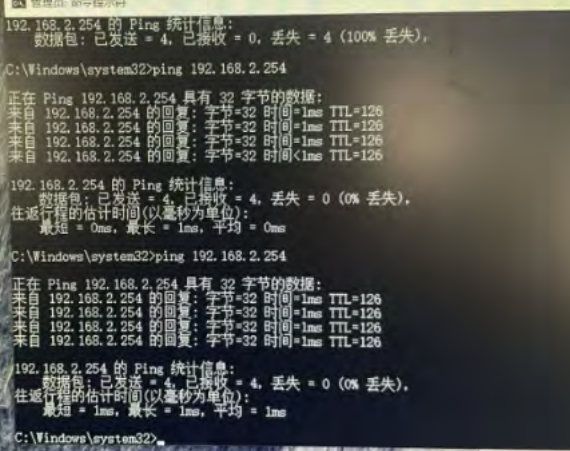 管理员: 命令提示符
192.168.2.254 的 Ping 统计信息:
数据包: 已发送 = 4, 已接收 = 0, 丢失 = 4 (100% 丢失),
C:\Windows\system32>ping 192.168.2.254
正在 Ping 192.168.2.254 具有 32 字节的数据:
来自 192.168.2.254 的回复: 字节=32 时间=1ms TTL=126
来自 192.168.2.254 的回复: 字节=32 时间=1ms TTL=126
来自 192.168.2.254 的回复: 字节=32 时间=1ms TTL=126
来自 192.168.2.254 的回复: 字节=32 时间<1ms TTL=126
192.168.2.254 的 Ping 统计信息:
数据包: 已发送 = 4, 已接收 = 4, 丢失 = 0 (0% 丢失),
往返行程的估计时间(以毫秒为单位):
最短 = 0ms, 最长 = 1ms, 平均 = 0ms
C:\Windows\system32>ping 192.168.2.254
正在 Ping 192.168.2.254 具有 32 字节的数据:
来自 192.168.2.254 的回复: 字节=32 时间=1ms TTL=126
来自 192.168.2.254 的回复: 字节=32 时间=1ms TTL=126
来自 192.168.2.254 的回复: 字节=32 时间=1ms TTL=126
来自 192.168.2.254 的回复: 字节=32 时间=1ms TTL=126
192.168.2.254 的 Ping 统计信息:
数据包: 已发送 = 4, 已接收 = 4, 丢失 = 0 (0% 丢失),
往返行程的估计时间(以毫秒为单位):
最短 = 1ms, 最长 = 1ms, 平均 = 1ms
C:\Windows\system32>